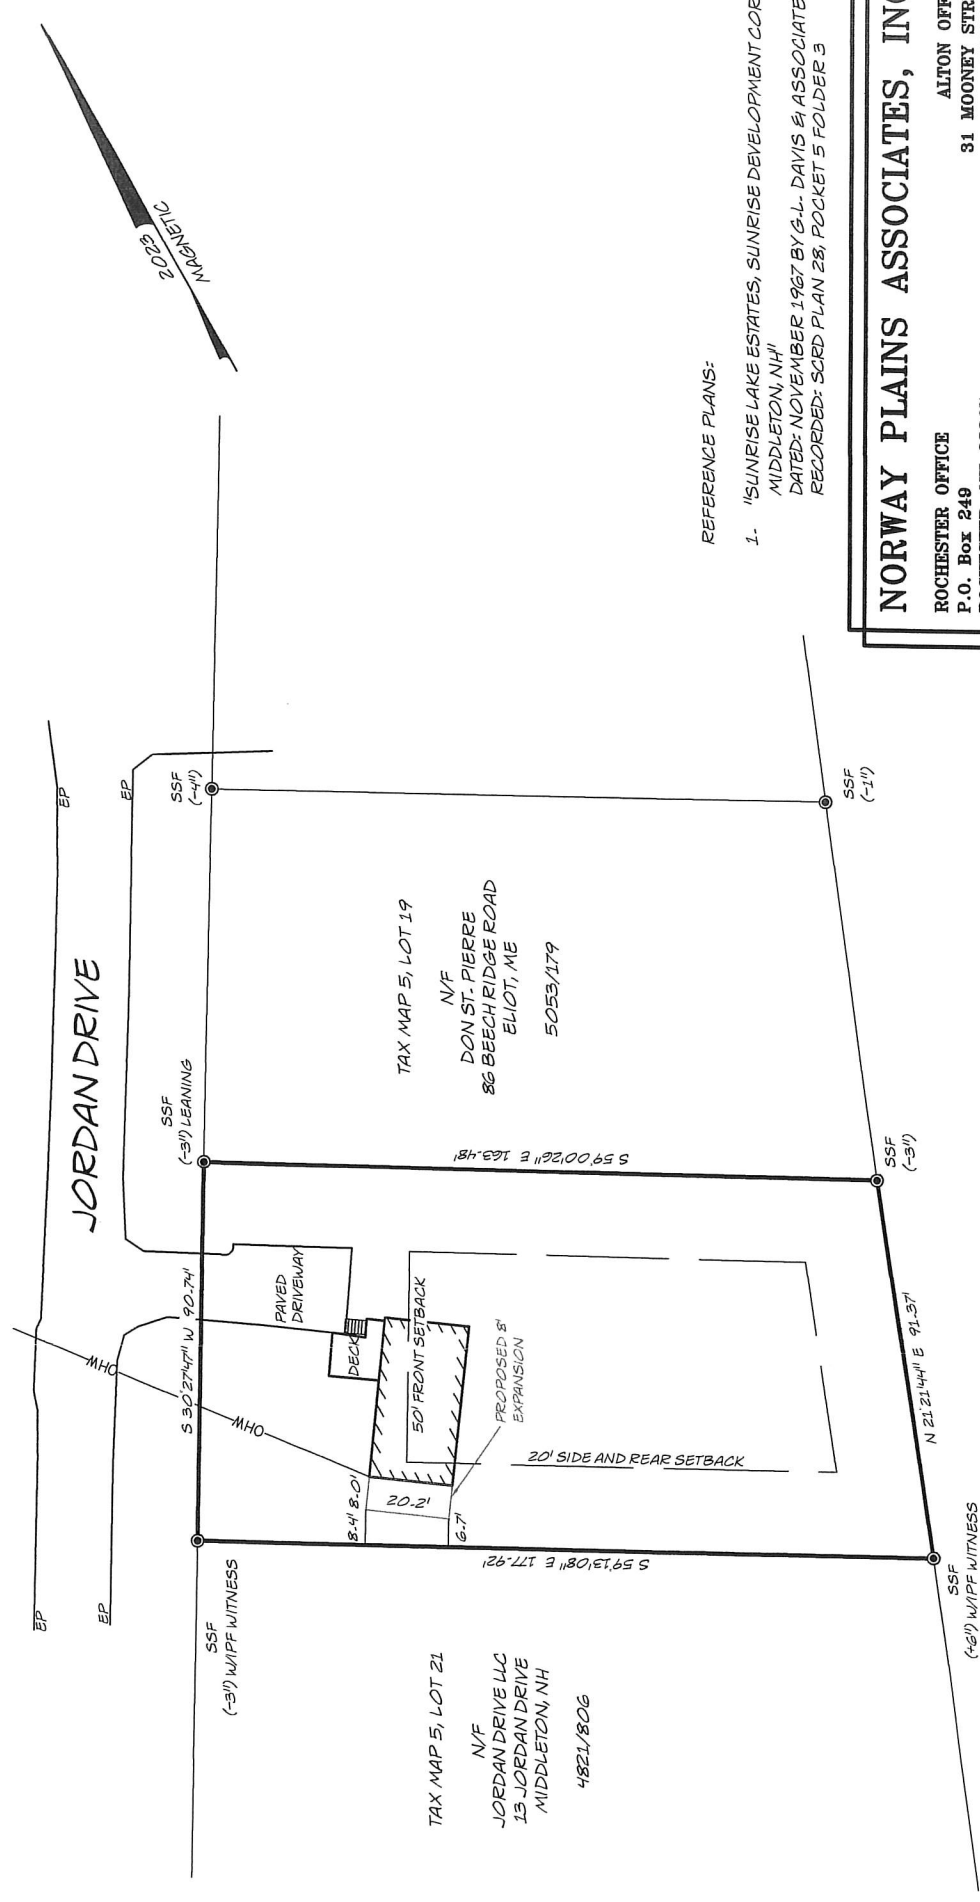 2023
MAGNETIC
JORDAN DRIVE
EP
EP
EP
EP
OHW
OHW
SSF
(-3") W/IPF WITNESS
S 30°27'47" W 90.74'
SSF
(-3") LEANING
SSF
(-4")
PAVED
DRIVEWAY
DECK
50' FRONT SETBACK
8.4' 8.0'
20.2'
6.7'
PROPOSED 8'
EXPANSION
20' SIDE AND REAR SETBACK
S 59°13'08" E 177.92'
S 59°00'26" E 163.48'
N 21°21'44" E 91.37'
SSF
(+6") W/IPF WITNESS
SSF
(-3")
SSF
(-1")
TAX MAP 5, LOT 21
N/F
JORDAN DRIVE LLC
13 JORDAN DRIVE
MIDDLETON, NH
4821/806
TAX MAP 5, LOT 19
N/F
DON ST. PIERRE
86 BEECH RIDGE ROAD
ELIOT, ME
5053/179
REFERENCE PLANS:
1- "SUNRISE LAKE ESTATES, SUNRISE DEVELOPMENT COR
MIDDLETON, NH"
DATED: NOVEMBER 1967 BY G.L. DAVIS & ASSOCIATE
RECORDED: SCRD PLAN 28, POCKET 5 FOLDER 3
NORWAY PLAINS ASSOCIATES, INC
ROCHESTER OFFICE
P.O. Box 249
ALTON OFF
31 MOONEY STR